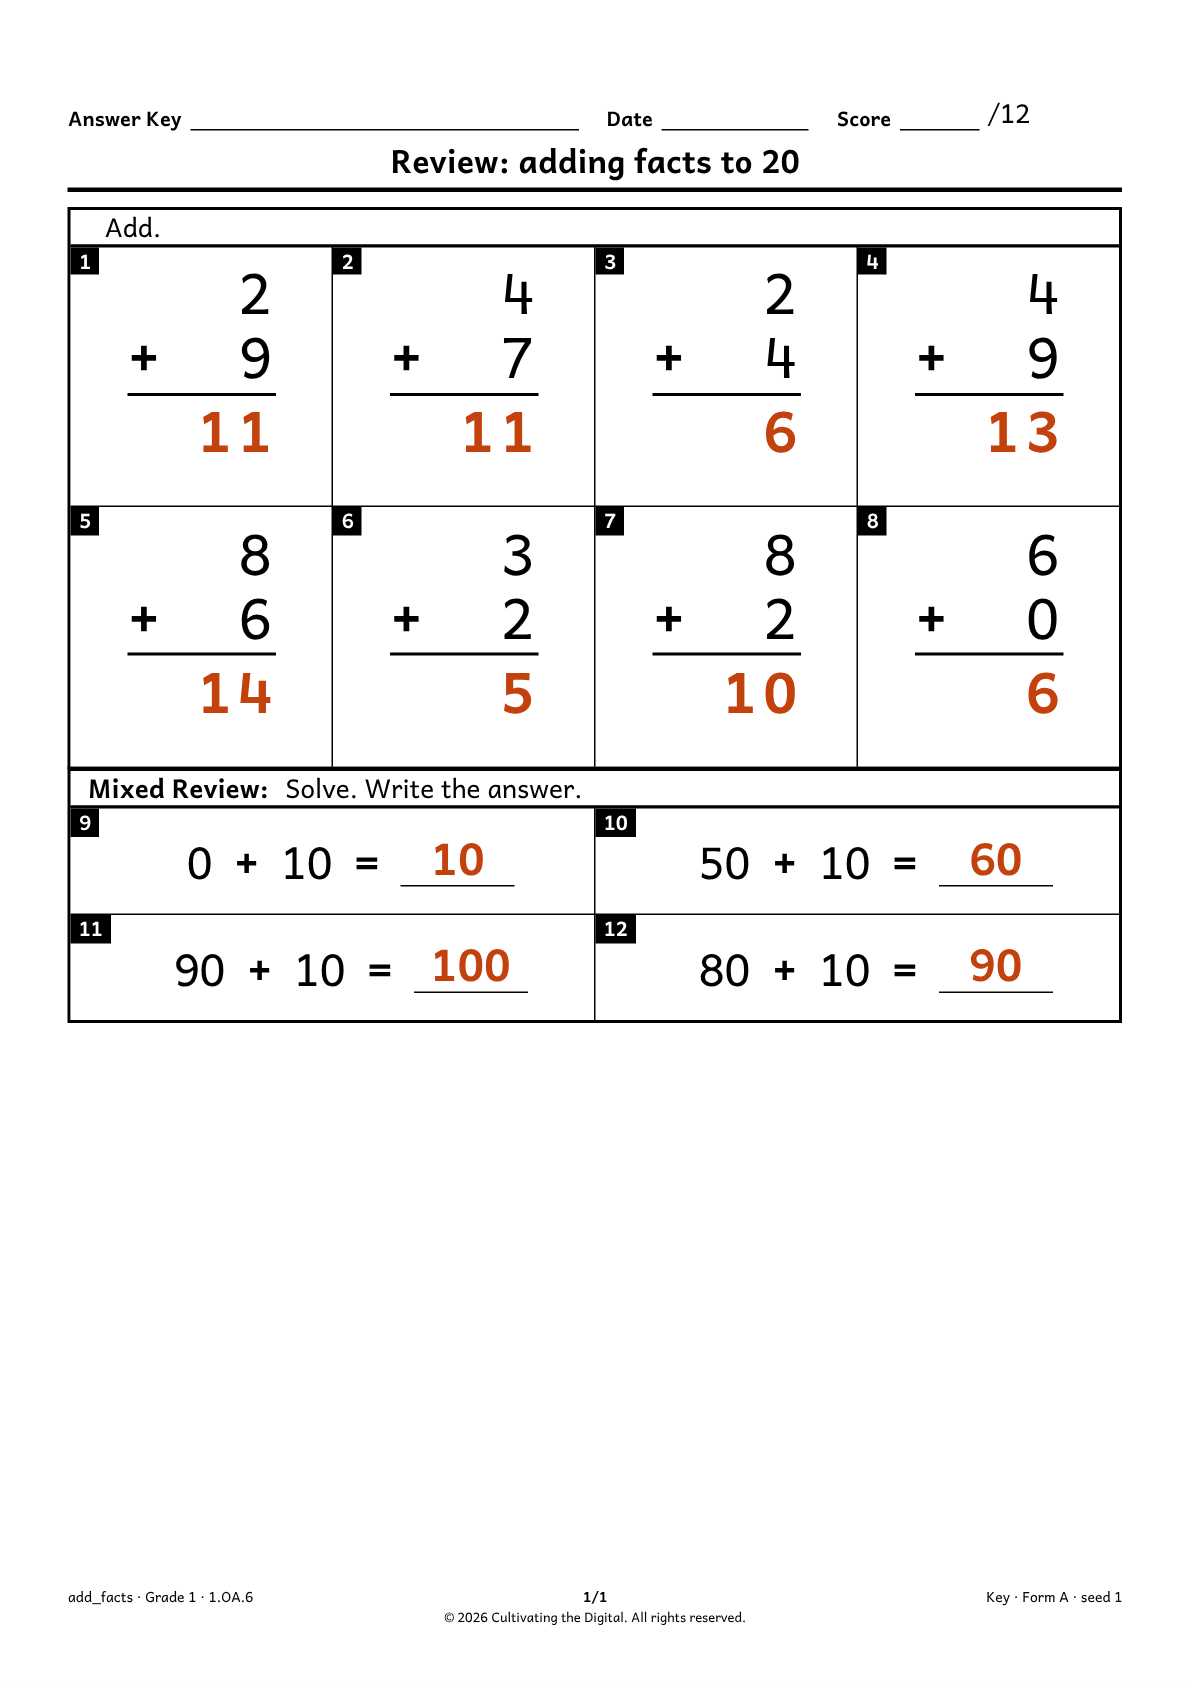 Answer Key Date Score /12
Review: adding facts to 20
Add.
1 2 3 4
2 4 2 4
+ 9 + 7 + 4 + 9
11 11 6 13
5 6 7 8
8 3 8 6
+ 6 + 2 + 2 + 0
14 5 10 6
Mixed Review: Solve. Write the answer.
9 10
0 + 10 = 10 50 + 10 = 60
11 12
90 + 10 = 100 80 + 10 = 90
add_facts · Grade 1 · 1.OA.6 1/1 Key · Form A · seed 1
© 2026 Cultivating the Digital. All rights reserved.